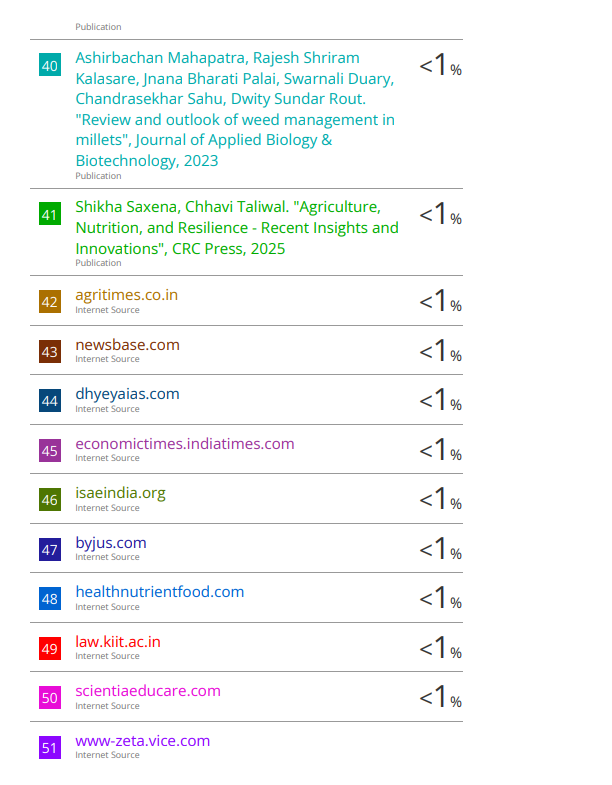 Publication
40
Ashirbachan Mahapatra, Rajesh Shriram
Kalasare, Jnana Bharati Palai, Swarnali Duary,
Chandrasekhar Sahu, Dwity Sundar Rout.
"Review and outlook of weed management in
millets", Journal of Applied Biology &
Biotechnology, 2023
Publication
<1%
41
Shikha Saxena, Chhavi Taliwal. "Agriculture,
Nutrition, and Resilience - Recent Insights and
Innovations", CRC Press, 2025
Publication
<1%
42
agritimes.co.in
Internet Source
<1%
43
newsbase.com
Internet Source
<1%
44
dhyeyaias.com
Internet Source
<1%
45
economictimes.indiatimes.com
Internet Source
<1%
46
isaeindia.org
Internet Source
<1%
47
byjus.com
Internet Source
<1%
48
healthnutrientfood.com
Internet Source
<1%
49
law.kiit.ac.in
Internet Source
<1%
50
scientiaeducare.com
Internet Source
<1%
51
www-zeta.vice.com
Internet Source